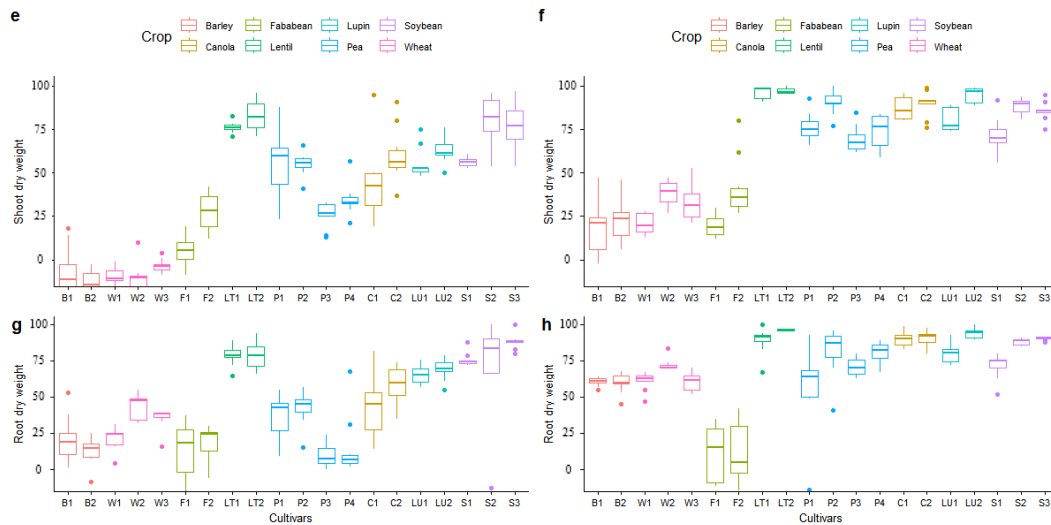 e
Crop
Barley Fababean Lupin Soybean
Canola Lentil Pea Wheat
Shoot dry weight
100
75
50
25
0
B1 B2 W1 W2 W3 F1 F2 LT1 LT2 P1 P2 P3 P4 C1 C2 LU1 LU2 S1 S2 S3
f
Crop
Barley Fababean Lupin Soybean
Canola Lentil Pea Wheat
Shoot dry weight
100
75
50
25
0
B1 B2 W1 W2 W3 F1 F2 LT1 LT2 P1 P2 P3 P4 C1 C2 LU1 LU2 S1 S2 S3
g
Root dry weight
100
75
50
25
0
B1 B2 W1 W2 W3 F1 F2 LT1 LT2 P1 P2 P3 P4 C1 C2 LU1 LU2 S1 S2 S3
Cultivars
h
Root dry weight
100
75
50
25
0
B1 B2 W1 W2 W3 F1 F2 LT1 LT2 P1 P2 P3 P4 C1 C2 LU1 LU2 S1 S2 S3
Cultivars